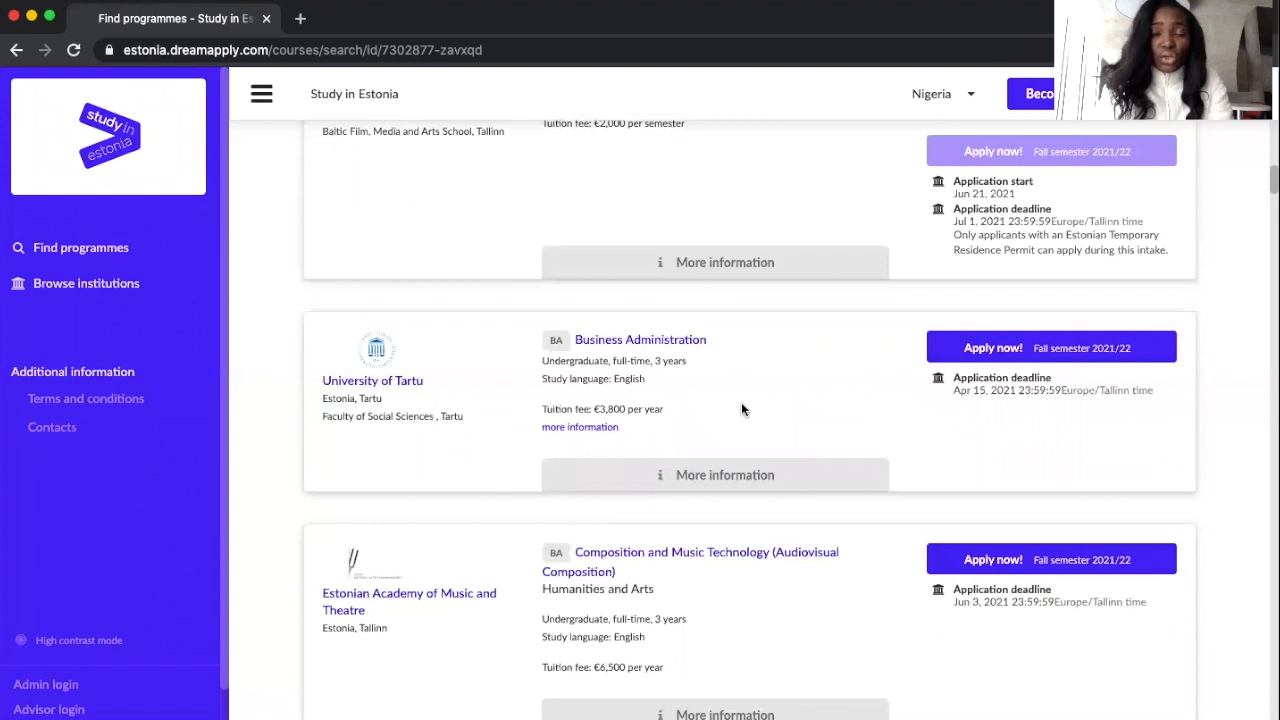 Find programmes - Study in Es
estonia.dreamapply.com/courses/search/id/7302877-zavxqd
study in
estonia
Find programmes
Browse institutions
Additional information
Terms and conditions
Contacts
High contrast mode
Admin login
Advisor login
Study in Estonia
Nigeria
Beco
Baltic Film, Media and Arts School, Tallinn
Tuition fee: €2,000 per semester
Apply now! Fall semester 2021/22
Application start
Jun 21, 2021
Application deadline
Jul 1, 2021 23:59:59Europe/Tallinn time
Only applicants with an Estonian Temporary
Residence Permit can apply during this intake.
More information
University of Tartu
Estonia, Tartu
Faculty of Social Sciences , Tartu
BA Business Administration
Undergraduate, full-time, 3 years
Study language: English
Tuition fee: €3,800 per year
more information
More information
Apply now! Fall semester 2021/22
Application deadline
Apr 15, 2021 23:59:59Europe/Tallinn time
Estonian Academy of Music and
Theatre
Estonia, Tallinn
BA Composition and Music Technology (Audiovisual
Composition)
Humanities and Arts
Undergraduate, full-time, 3 years
Study language: English
Tuition fee: €6,500 per year
More information
Apply now! Fall semester 2021/22
Application deadline
Jun 3, 2021 23:59:59Europe/Tallinn time